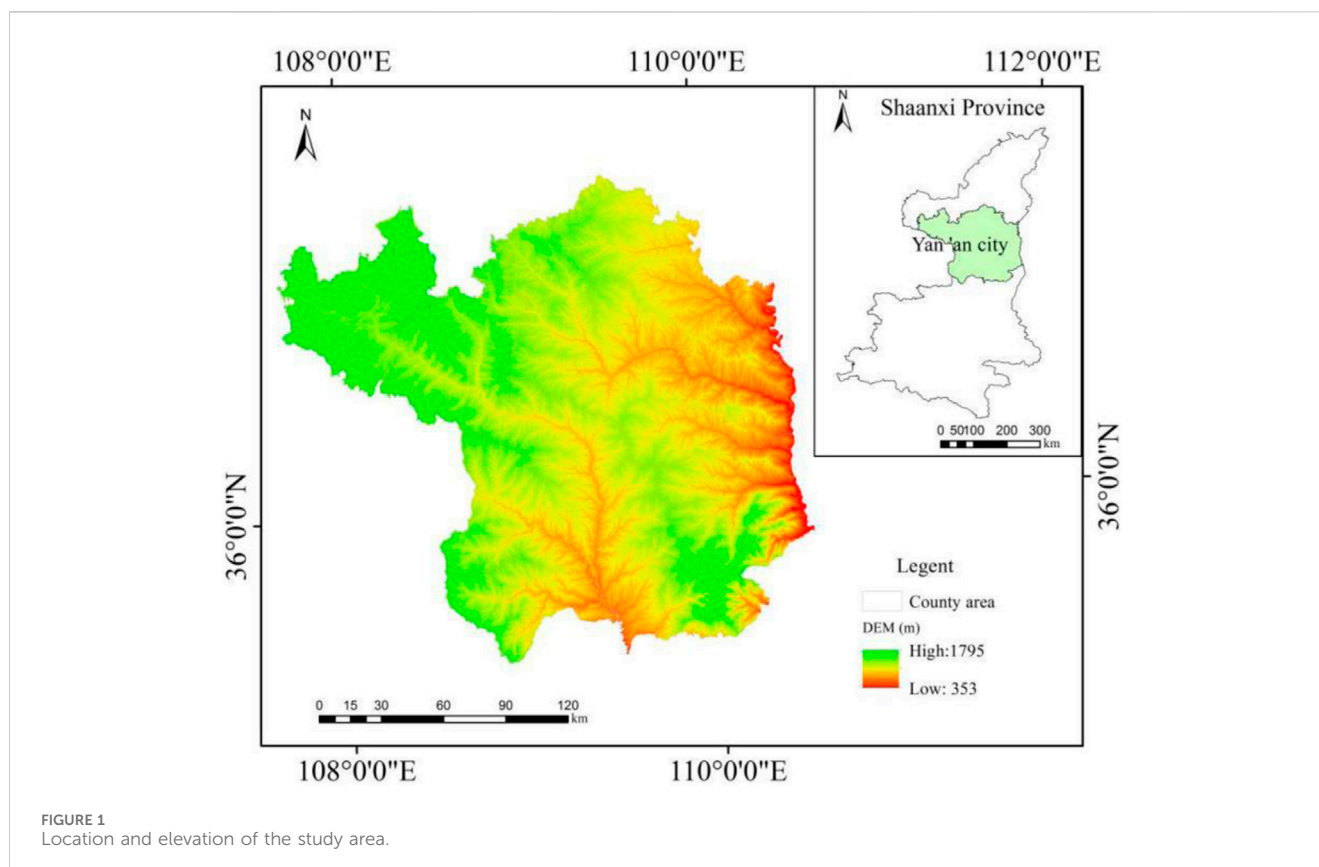 108°0'0"E 110°0'0"E 112°0'0"E
N
N
Shaanxi Province
Yan 'an city
0 50100 200 300
km
36°0'0"N
36°0'0"N
Legent
County area
DEM (m)
High:1795
Low: 353
0 15 30 60 90 120
km
108°0'0"E 110°0'0"E
FIGURE 1
Location and elevation of the study area.